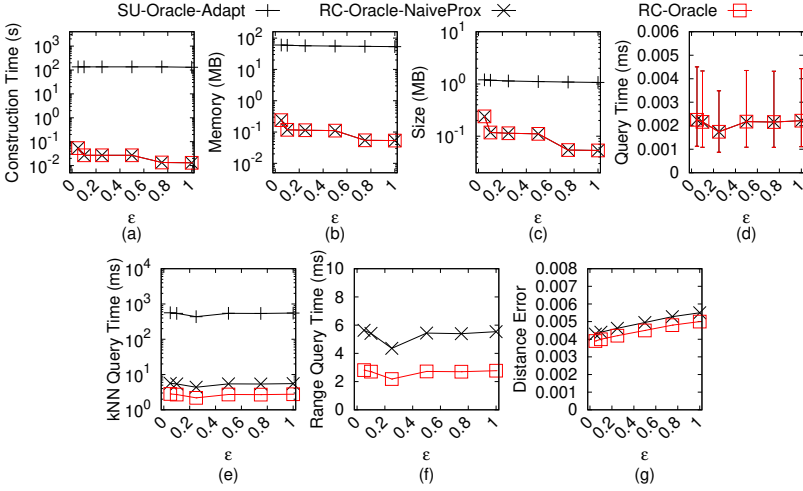 SU-Oracle-Adapt RC-Oracle-NaiveProx RC-Oracle
Construction Time (s)
10^3
10^2
10^1
10^0
10^-1
10^-2
0 0.2 0.4 0.6 0.8 1
ε
(a)
Memory (MB)
10^2
10^1
10^0
10^-1
10^-2
0 0.2 0.4 0.6 0.8 1
ε
(b)
Size (MB)
10^1
10^0
10^-1
0 0.2 0.4 0.6 0.8 1
ε
(c)
Query Time (ms)
0.006
0.005
0.004
0.003
0.002
0.001
0
0 0.2 0.4 0.6 0.8 1
ε
(d)
kNN Query Time (ms)
10^4
10^3
10^2
10^1
10^0
0 0.2 0.4 0.6 0.8 1
ε
(e)
Range Query Time (ms)
10
8
6
4
2
0
0 0.2 0.4 0.6 0.8 1
ε
(f)
Distance Error
0.008
0.007
0.006
0.005
0.004
0.003
0.002
0.001
0
0 0.2 0.4 0.6 0.8 1
ε
(g)